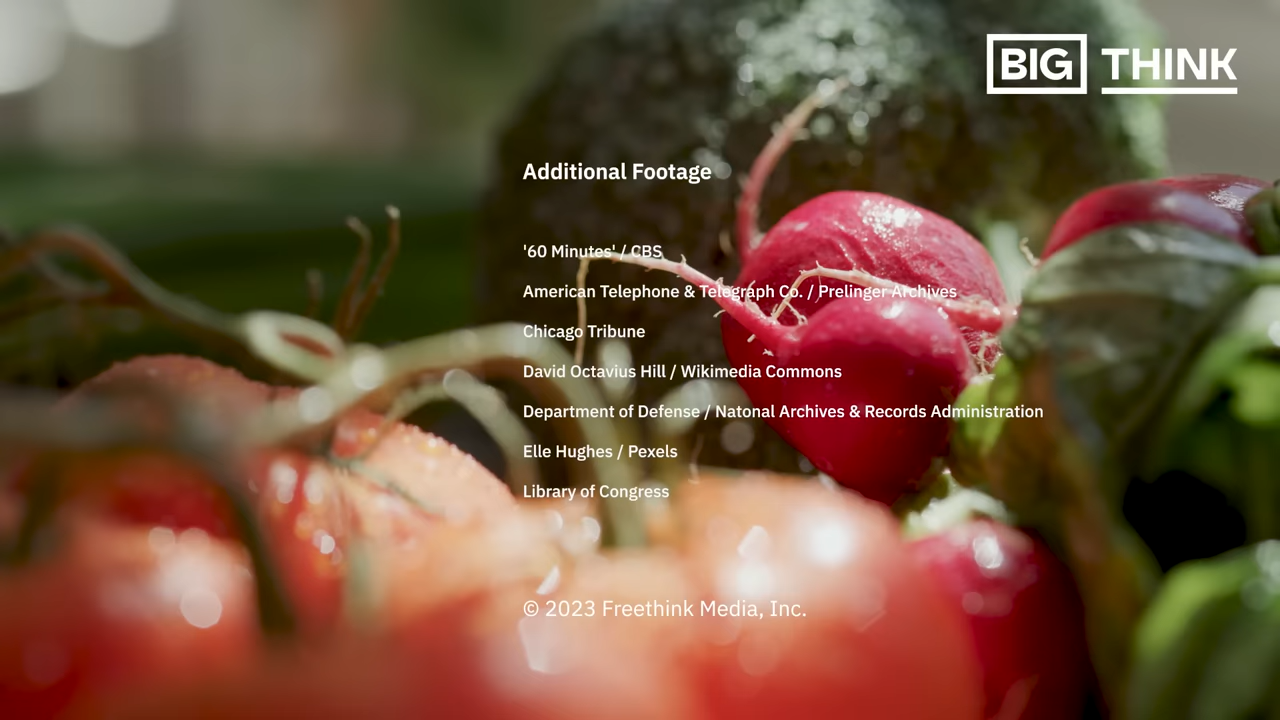 BIG THINK
Additional Footage
'60 Minutes' / CBS
American Telephone & Telegraph Co. / Prelinger Archives
Chicago Tribune
David Octavius Hill / Wikimedia Commons
Department of Defense / Natonal Archives & Records Administration
Elle Hughes / Pexels
Library of Congress
© 2023 Freethink Media, Inc.